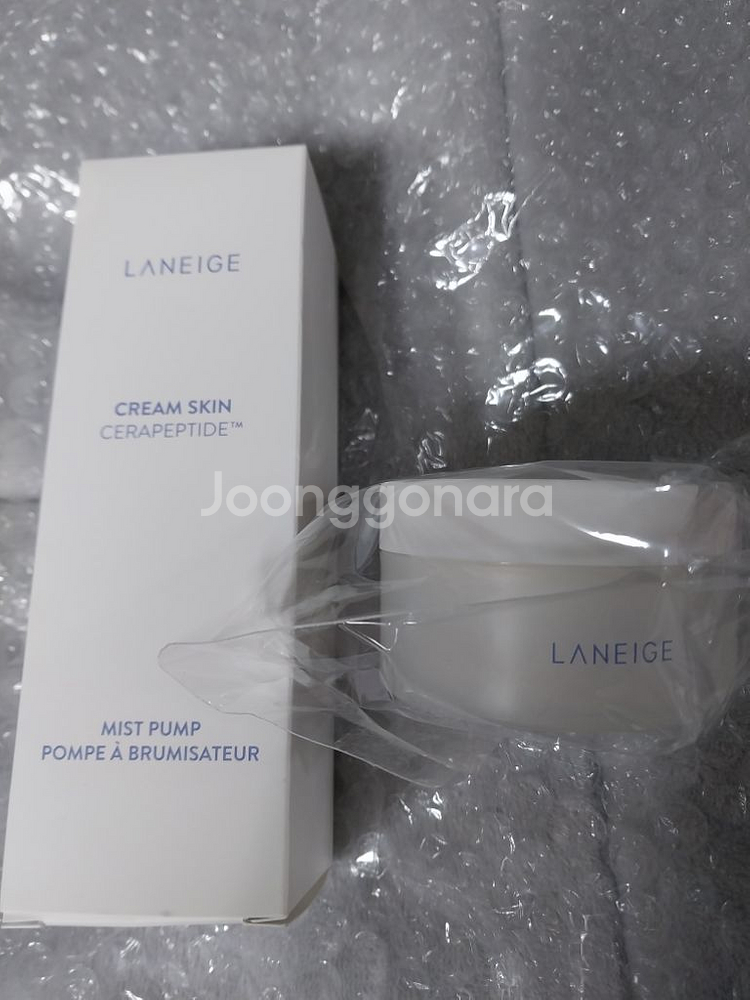 LANEIGE
CREAM SKIN
CERAPEPTIDE™
Joonggonara
LANEIGE
MIST PUMP
POMPE À BRUMISATEUR